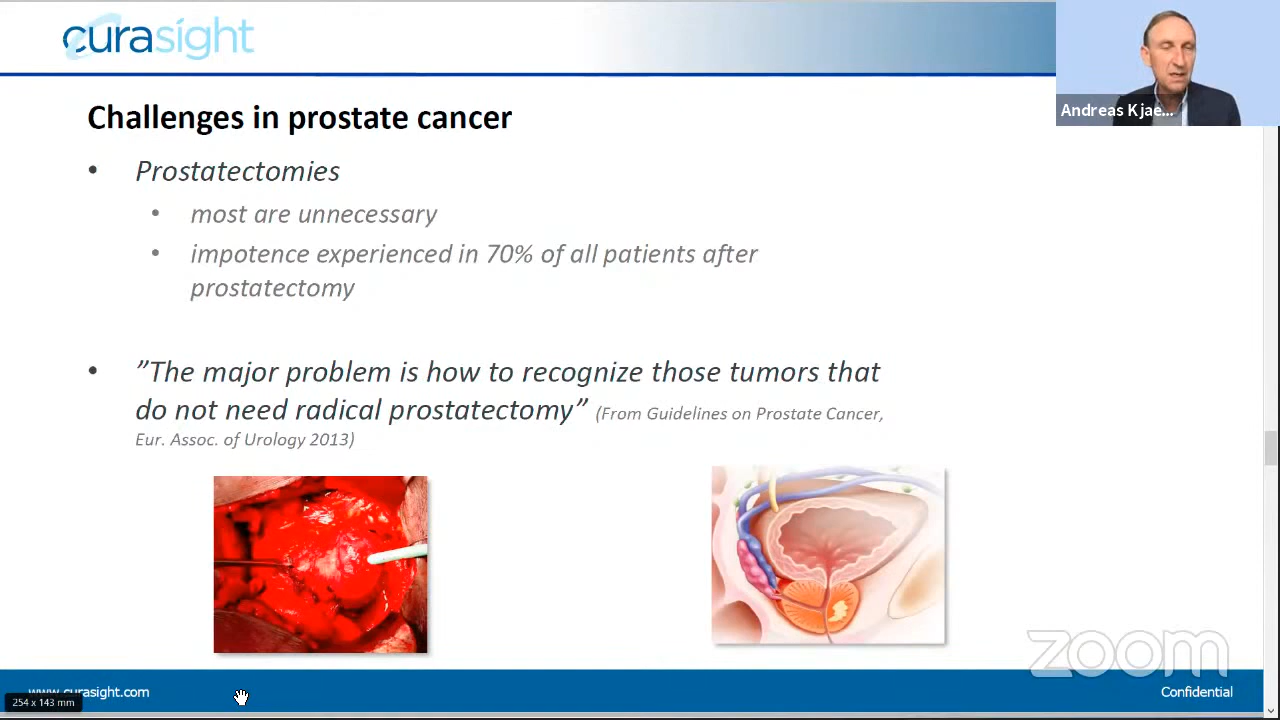 curasight
Andreas Kjae...
Challenges in prostate cancer
• Prostatectomies
• most are unnecessary
• impotence experienced in 70% of all patients after
prostatectomy
• ”The major problem is how to recognize those tumors that
do not need radical prostatectomy” (From Guidelines on Prostate Cancer,
Eur. Assoc. of Urology 2013)
zoom
www.curasight.com
Confidential
254 x 143 mm